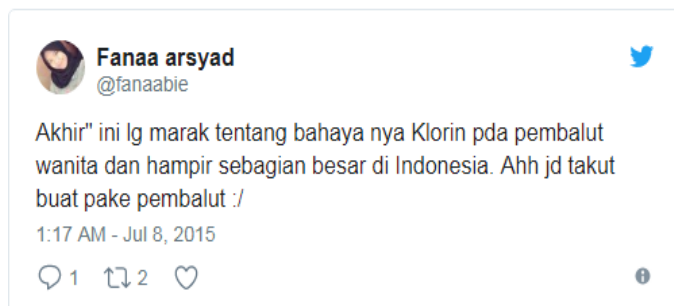 Fanaa arsyad
@fanaabie
Akhir" ini lg marak tentang bahaya nya Klorin pda pembalut
wanita dan hampir sebagian besar di Indonesia. Ahh jd takut
buat pake pembalut :/
1:17 AM - Jul 8, 2015
1 2